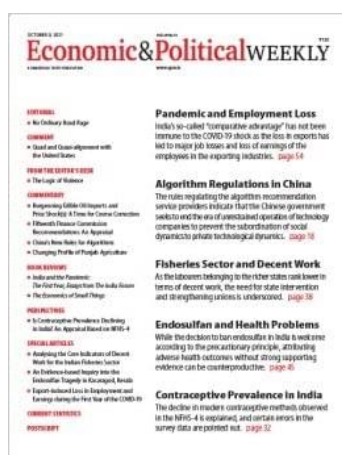 OCTOBER 9, 2021
Economic&PoliticalWEEKLY
A SAMEEKSHA TRUST PUBLICATION
www.epw.in
EDITORIALS
No Ordinary Road Rage
COMMENT
Quad and Quasi-alignment with
the United States
FROM THE EDITOR'S DESK
The Logic of Violence
COMMENTARY
Burgeoning Edible Oil Imports and
Price Shock(s): A Time for Course Correction
Fifteenth Finance Commission
Recommendations: An Appraisal
China's New Rules for Algorithms
Changing Profile of Punjab Agriculture
BOOK REVIEWS
India and the Pandemic:
The First Year, Essays from The India Forum
The Economics of Small Things
PERSPECTIVES
Is Contraceptive Prevalence Declining
in India? An Appraisal Based on NFHS-4
SPECIAL ARTICLES
Analysing the Core Indicators of Decent
Work for the Indian Fisheries Sector
An Evidence-based Inquiry into the
Endosulfan Tragedy in Kasaragod, Kerala
Export-induced Loss in Employment and
Earnings during the First Year of the COVID-19
CURRENT STATISTICS
POSTSCRIPT
Pandemic and Employment Loss
India's so-called "comparative advantage" has not been
immune to the COVID-19 shock as the loss in exports has
led to major job losses and loss of earnings of the
employees in the exporting industries. page 54
Algorithm Regulations in China
The rules regulating the algorithm recommendation
service providers indicate that the Chinese government
seeks to end the era of unrestrained operation of technology
companies to prevent the subordination of social
dynamics to private technological dynamics. page 18
Fisheries Sector and Decent Work
As the labourers belonging to the richer states rank lower in
terms of decent work, the need for state intervention
and strengthening unions is underscored. page 38
Endosulfan and Health Problems
While the decision to ban endosulfan in India is welcome
according to the precautionary principle, attributing
adverse health outcomes without strong supporting
evidence can be counterproductive. page 45
Contraceptive Prevalence in India
The decline in modern contraceptive methods observed
in the NFHS-4 is explained, and certain errors in the
survey data are pointed out. page 32